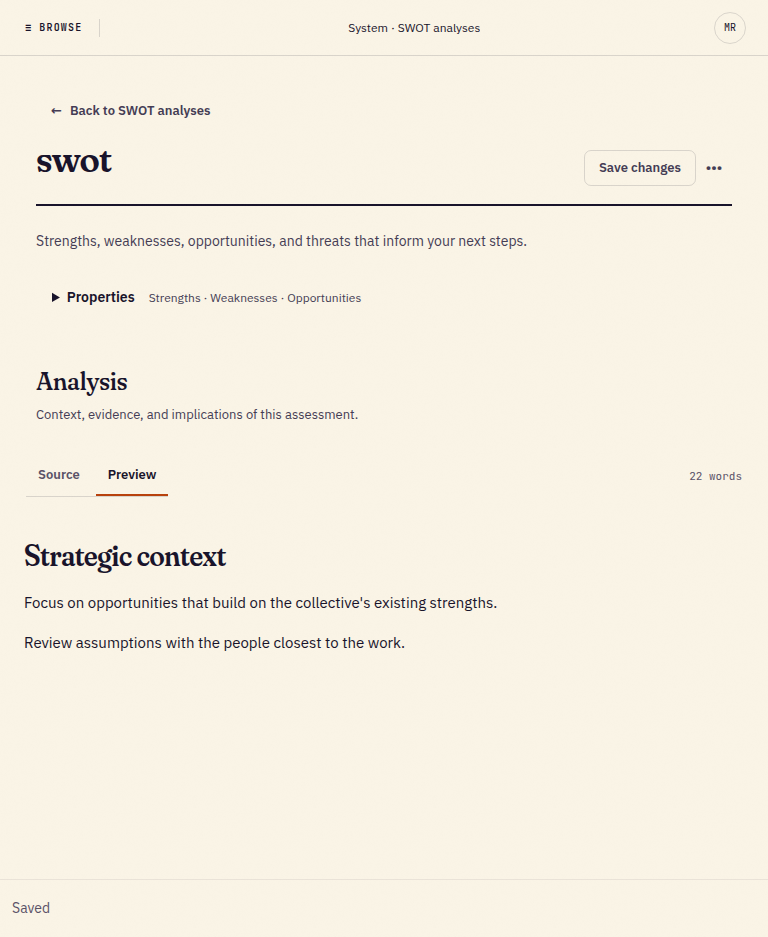 ≡ BROWSE
System · SWOT analyses
MR
← Back to SWOT analyses
swot
Save changes
•••
Strengths, weaknesses, opportunities, and threats that inform your next steps.
▶ Properties Strengths · Weaknesses · Opportunities
Analysis
Context, evidence, and implications of this assessment.
Source Preview
22 words
Strategic context
Focus on opportunities that build on the collective's existing strengths.
Review assumptions with the people closest to the work.
Saved